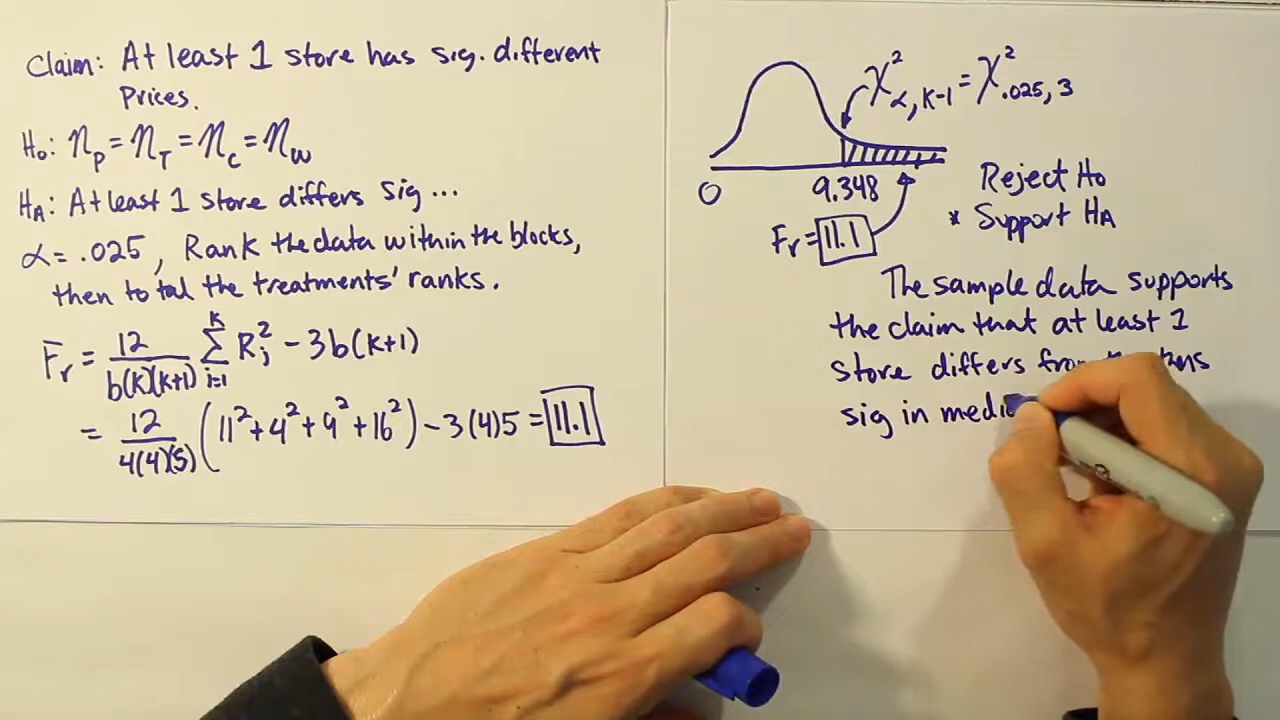 Claim: At least 1 store has sig. different
Prices.
H₀: η_P = η_T = η_C = η_W
H_A: At least 1 store differs sig...
α = .025, Rank the data within the blocks,
then total the treatments' ranks.
F_r = 12 / b(k)(k+1) K Σ i=1 R_j² - 3b(k+1)
= 12 / 4(4)(5) (11² + 4² + 9² + 16²) - 3(4)5 = 11.1
χ²_α, K-1 = χ²_.025, 3
0 9.348
F_r = 11.1
Reject H₀
* Support H_A
The sample data supports
the claim that at least 1
store differs from
sig in medi